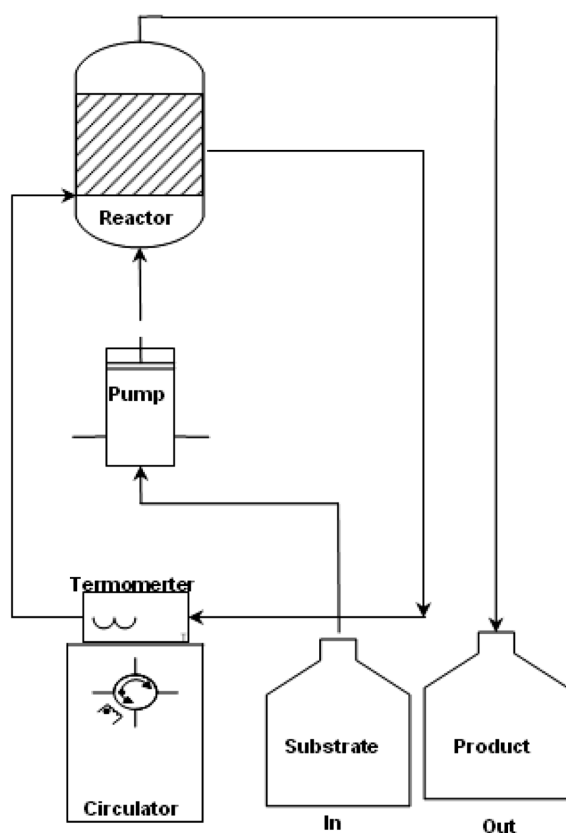 Reactor
Pump
Termomerter
Substrate
Product
Circulator
In
Out